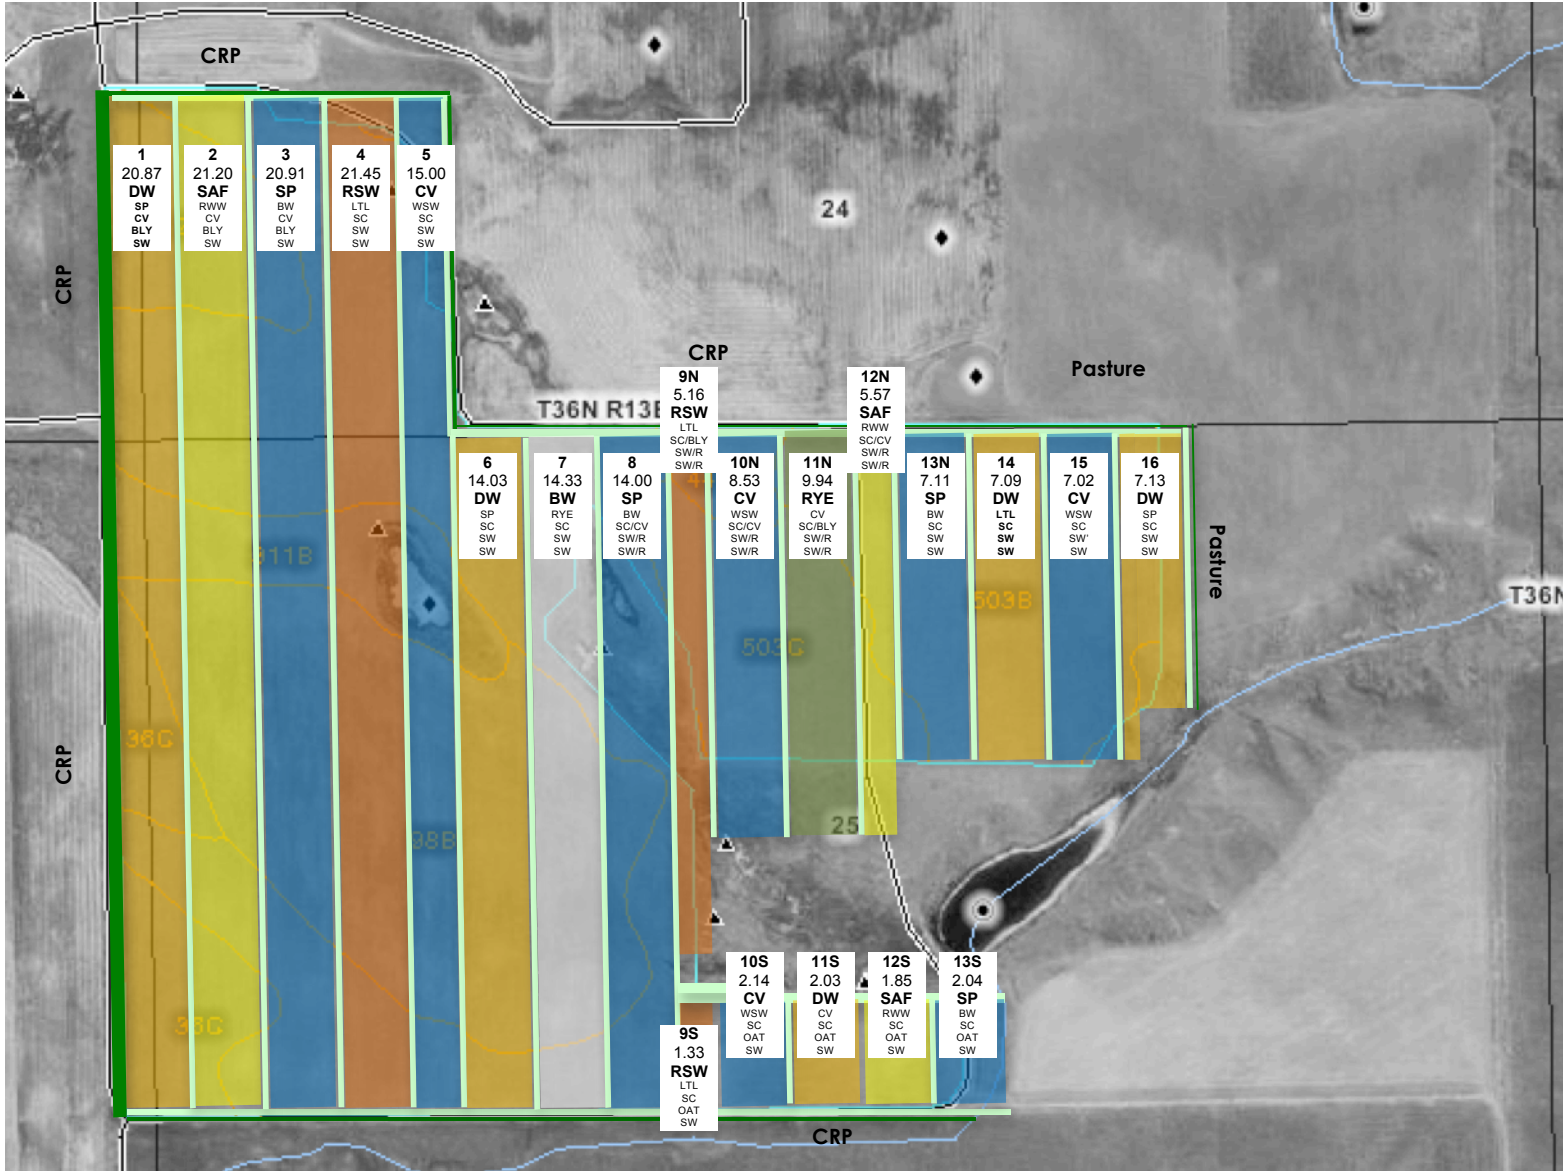 CRP
CRP
1
20.87
DW
SP
CV
BLY
SW
2
21.20
SAF
RWW
CV
BLY
SW
3
20.91
SP
BW
CV
BLY
SW
4
21.45
RSW
LTL
SC
SW
SW
5
15.00
CV
WSW
SC
SW
SW
24
CRP
Pasture
T36N R13E
9N
5.16
RSW
LTL
SC/BLY
SW/R
SW/R
12N
5.57
SAF
RWW
SC/CV
SW/R
SW/R
6
14.03
DW
SP
SC
SW
SW
7
14.33
BW
RYE
SC
SW
SW
8
14.00
SP
BW
SC/CV
SW/R
SW/R
10N
8.53
CV
WSW
SC/CV
SW/R
SW/R
11N
9.94
RYE
CV
SC/BLY
SW/R
SW/R
13N
7.11
SP
BW
SC
SW
SW
14
7.09
DW
LTL
SC
SW
SW
15
7.02
CV
WSW
SC
SW'
SW
16
7.13
DW
SP
SC
SW
SW
Pasture
911B
503B
T36N
503C
36C
CRP
98B
25
10S
2.14
CV
WSW
SC
OAT
SW
11S
2.03
DW
CV
SC
OAT
SW
12S
1.85
SAF
RWW
SC
OAT
SW
13S
2.04
SP
BW
SC
OAT
SW
9S
1.33
RSW
LTL
SC
OAT
SW
CRP